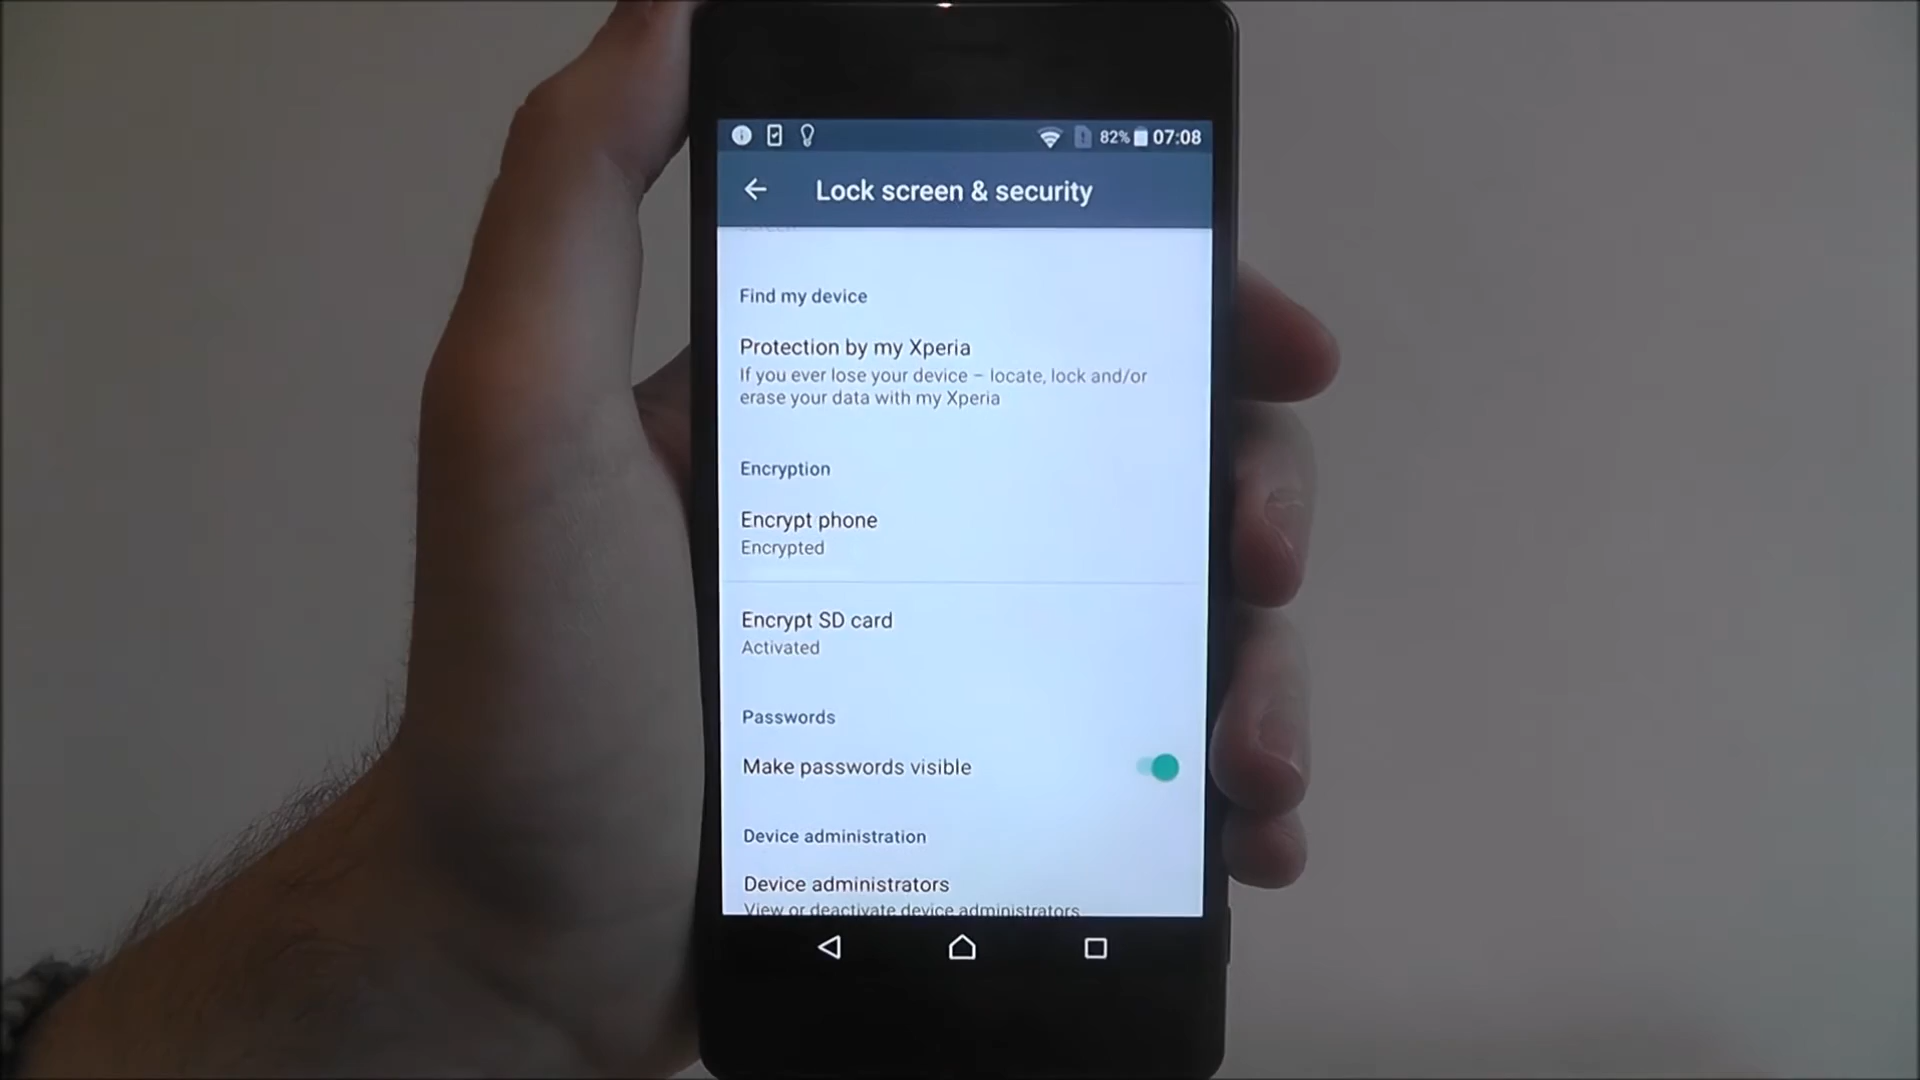 82% 07:08
Lock screen & security
Find my device
Protection by my Xperia
If you ever lose your device – locate, lock and/or
erase your data with my Xperia
Encryption
Encrypt phone
Encrypted
Encrypt SD card
Activated
Passwords
Make passwords visible
Device administration
Device administrators
View or deactivate device administrators